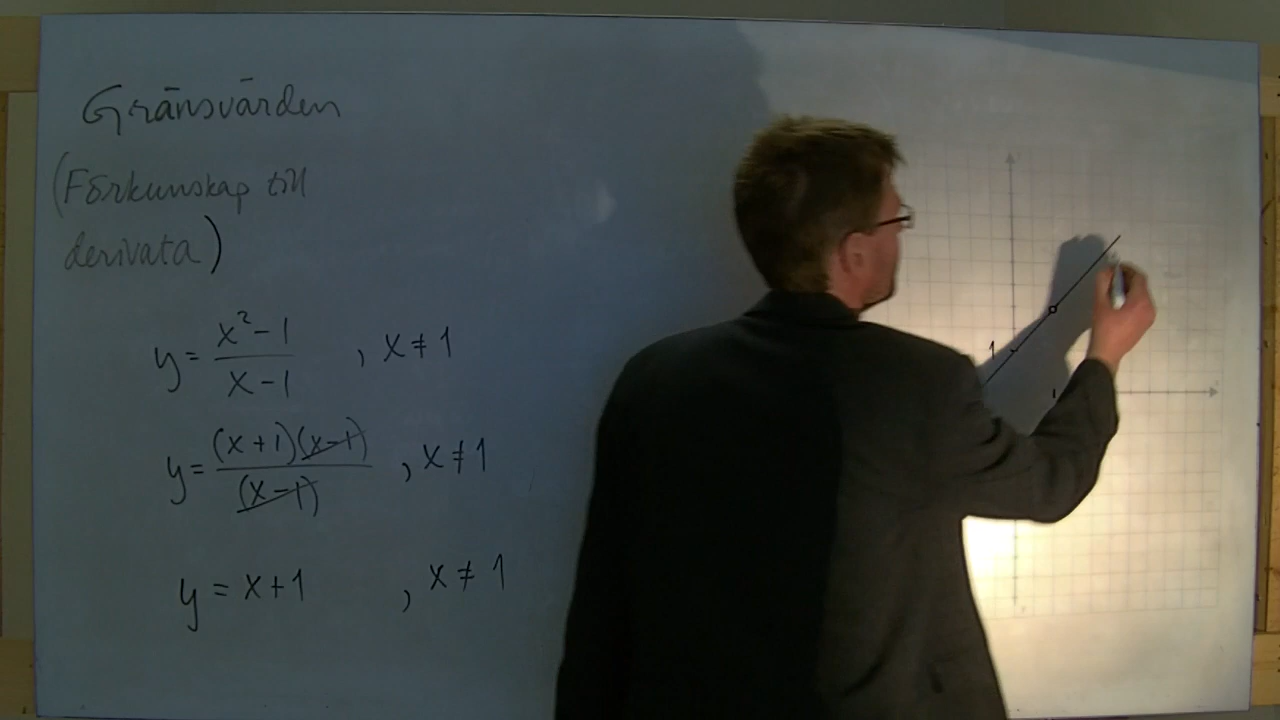 Gränsvärden
(Förkunskap till
derivata)
y = x²-1 / x-1 , x≠1
y = (x+1)(x-1) / (x-1) , x≠1
y = x+1 , x≠1
1
1